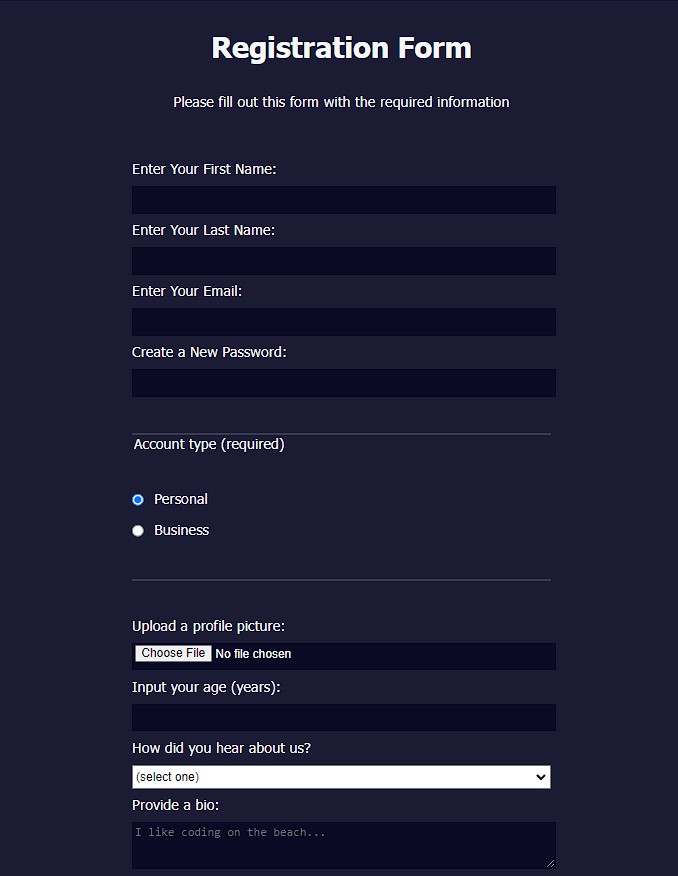 Registration Form
Please fill out this form with the required information
Enter Your First Name:
Enter Your Last Name:
Enter Your Email:
Create a New Password:
Account type (required)
Personal
Business
Upload a profile picture:
Choose File No file chosen
Input your age (years):
How did you hear about us?
(select one)
Provide a bio:
I like coding on the beach...